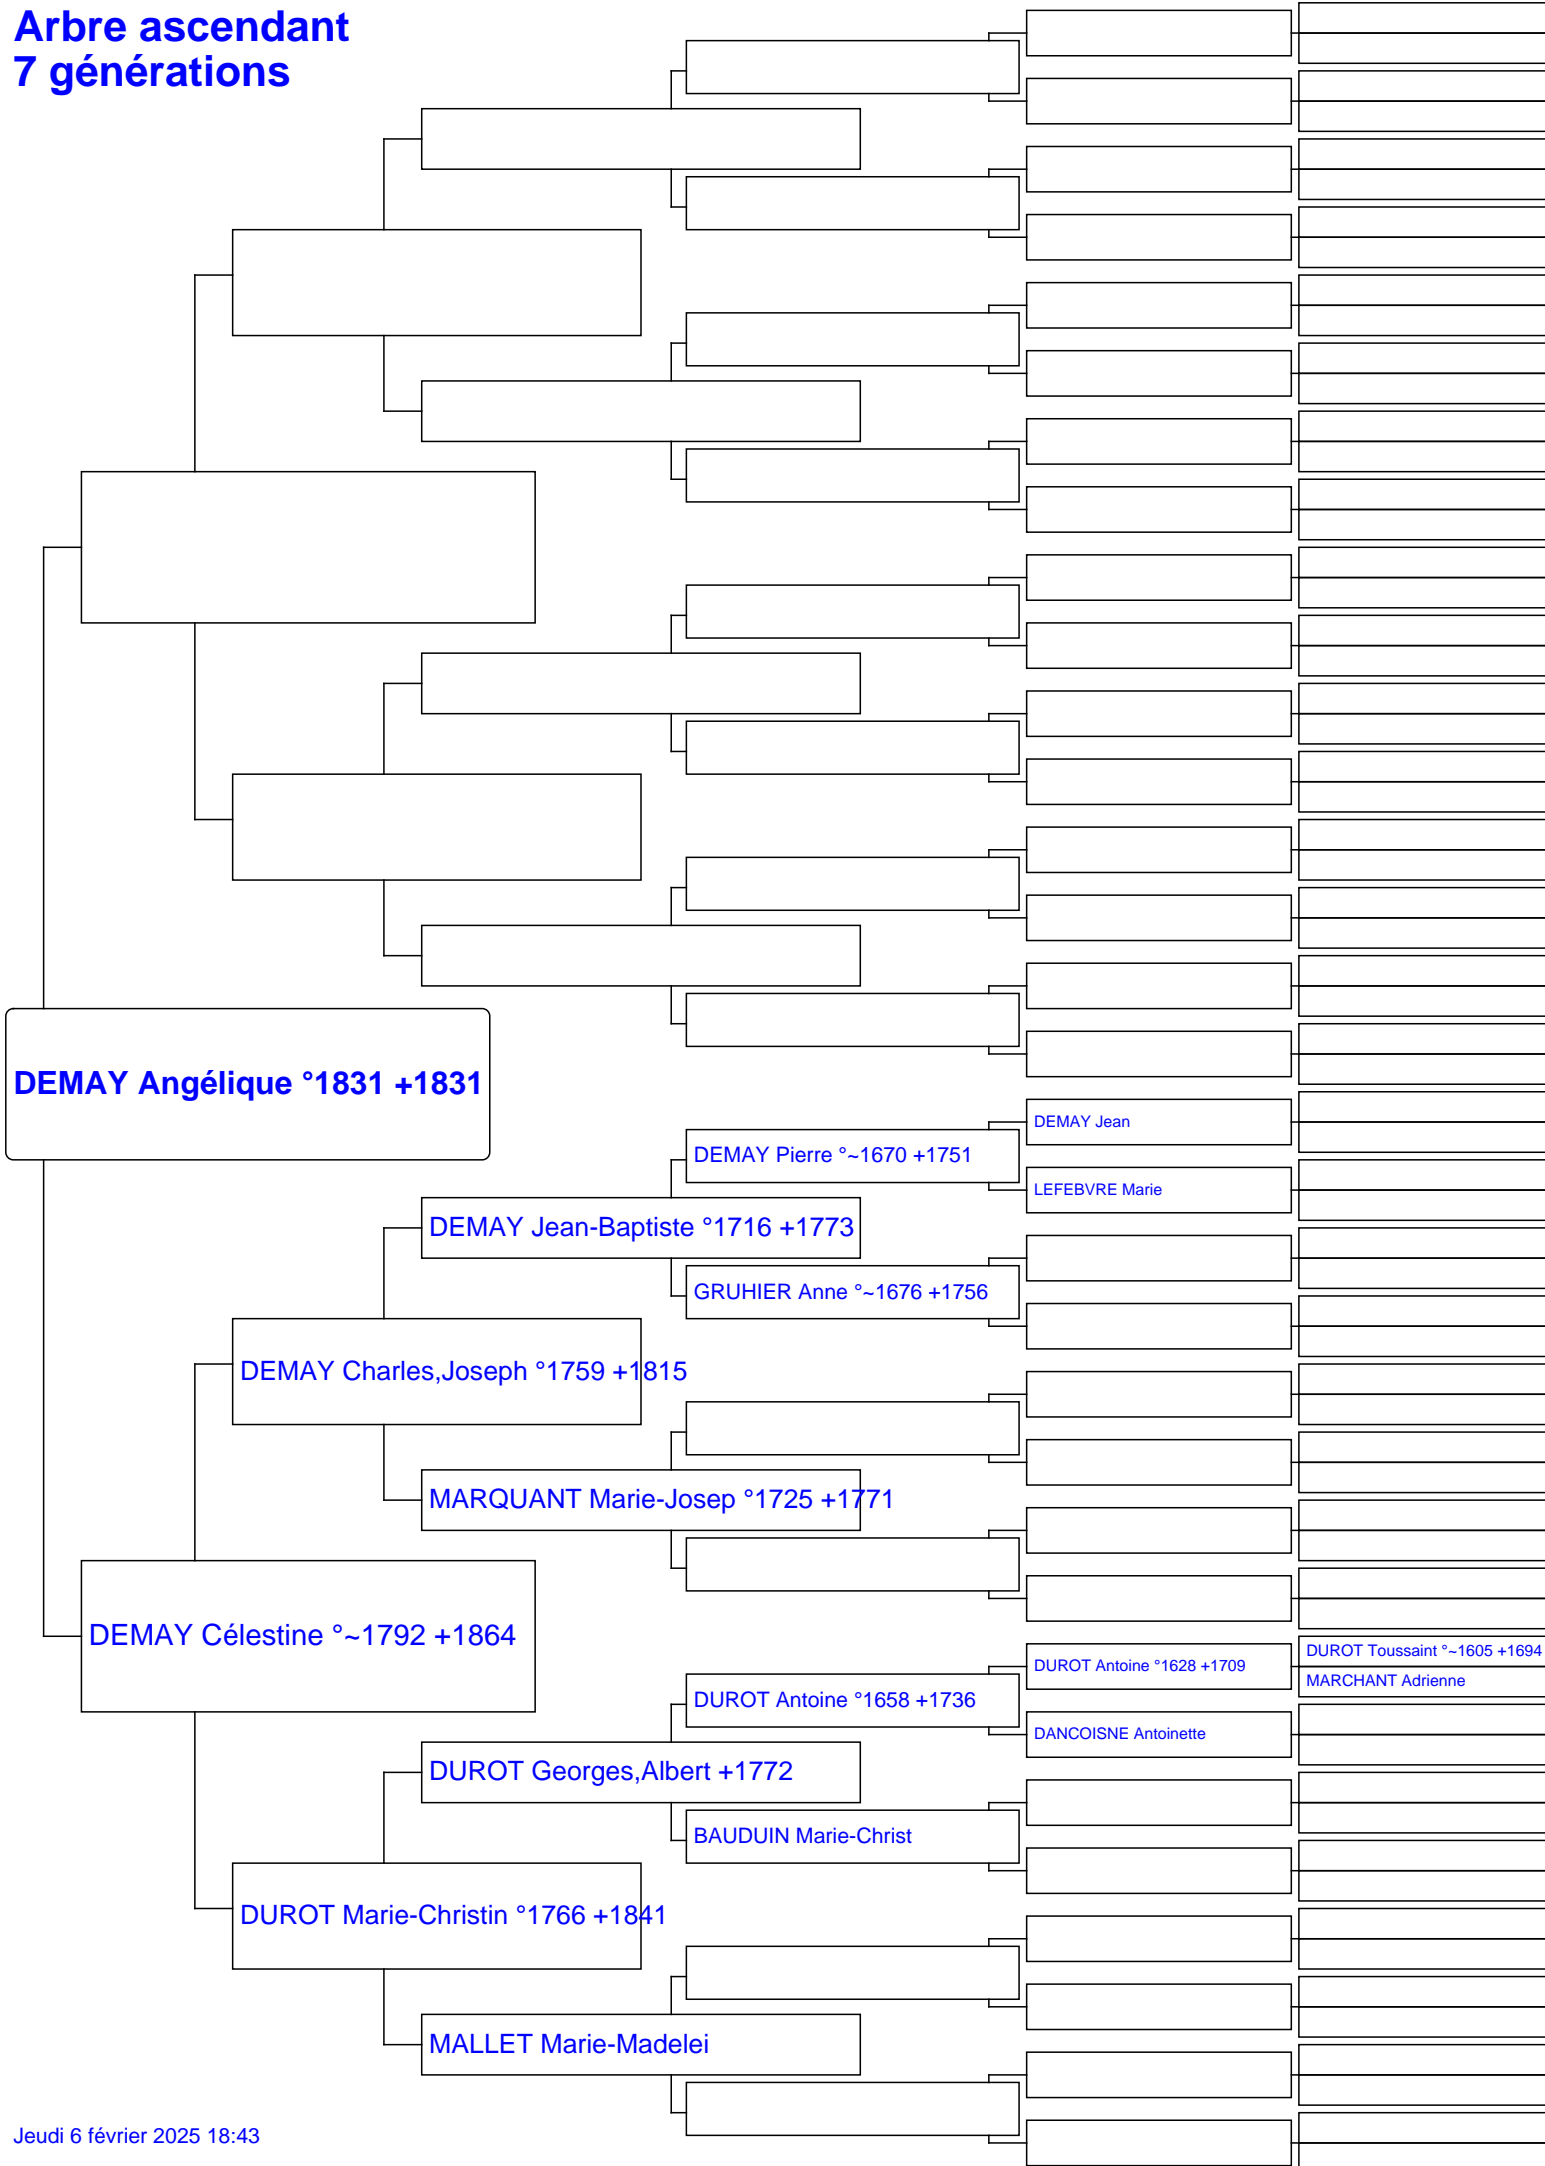 Arbre ascendant
7 générations
DEMAY Angélique °1831 +1831
DEMAY Jean
DEMAY Pierre °~1670 +1751
LEFEBVRE Marie
DEMAY Jean-Baptiste °1716 +1773
GRUHIER Anne °~1676 +1756
DEMAY Charles,Joseph °1759 +1815
MARQUANT Marie-Josep °1725 +1771
DEMAY Célestine °~1792 +1864
DUROT Toussaint °~1605 +1694
DUROT Antoine °1628 +1709
MARCHANT Adrienne
DUROT Antoine °1658 +1736
DANCOISNE Antoinette
DUROT Georges,Albert +1772
BAUDUIN Marie-Christ
DUROT Marie-Christin °1766 +1841
MALLET Marie-Madelei
Jeudi 6 février 2025 18:43